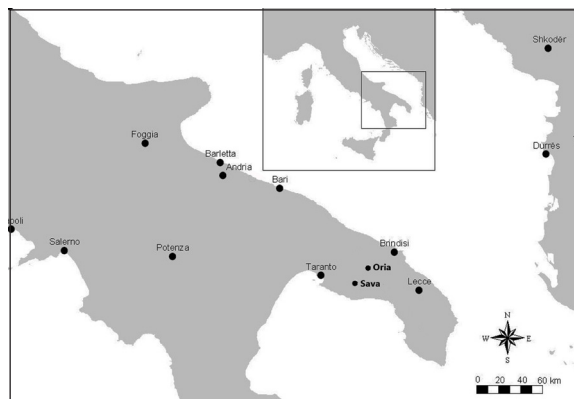 Shkodër
Foggia
Barletta
Andria
Durrës
Bari
poli
Salerno
Potenza
Brindisi
Taranto
Oria
Sava
Lecce
N
W E
S
0 20 40 60 km